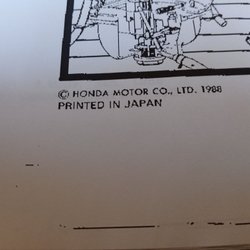 © HONDA MOTOR CO., LTD. 1988
PRINTED IN JAPAN